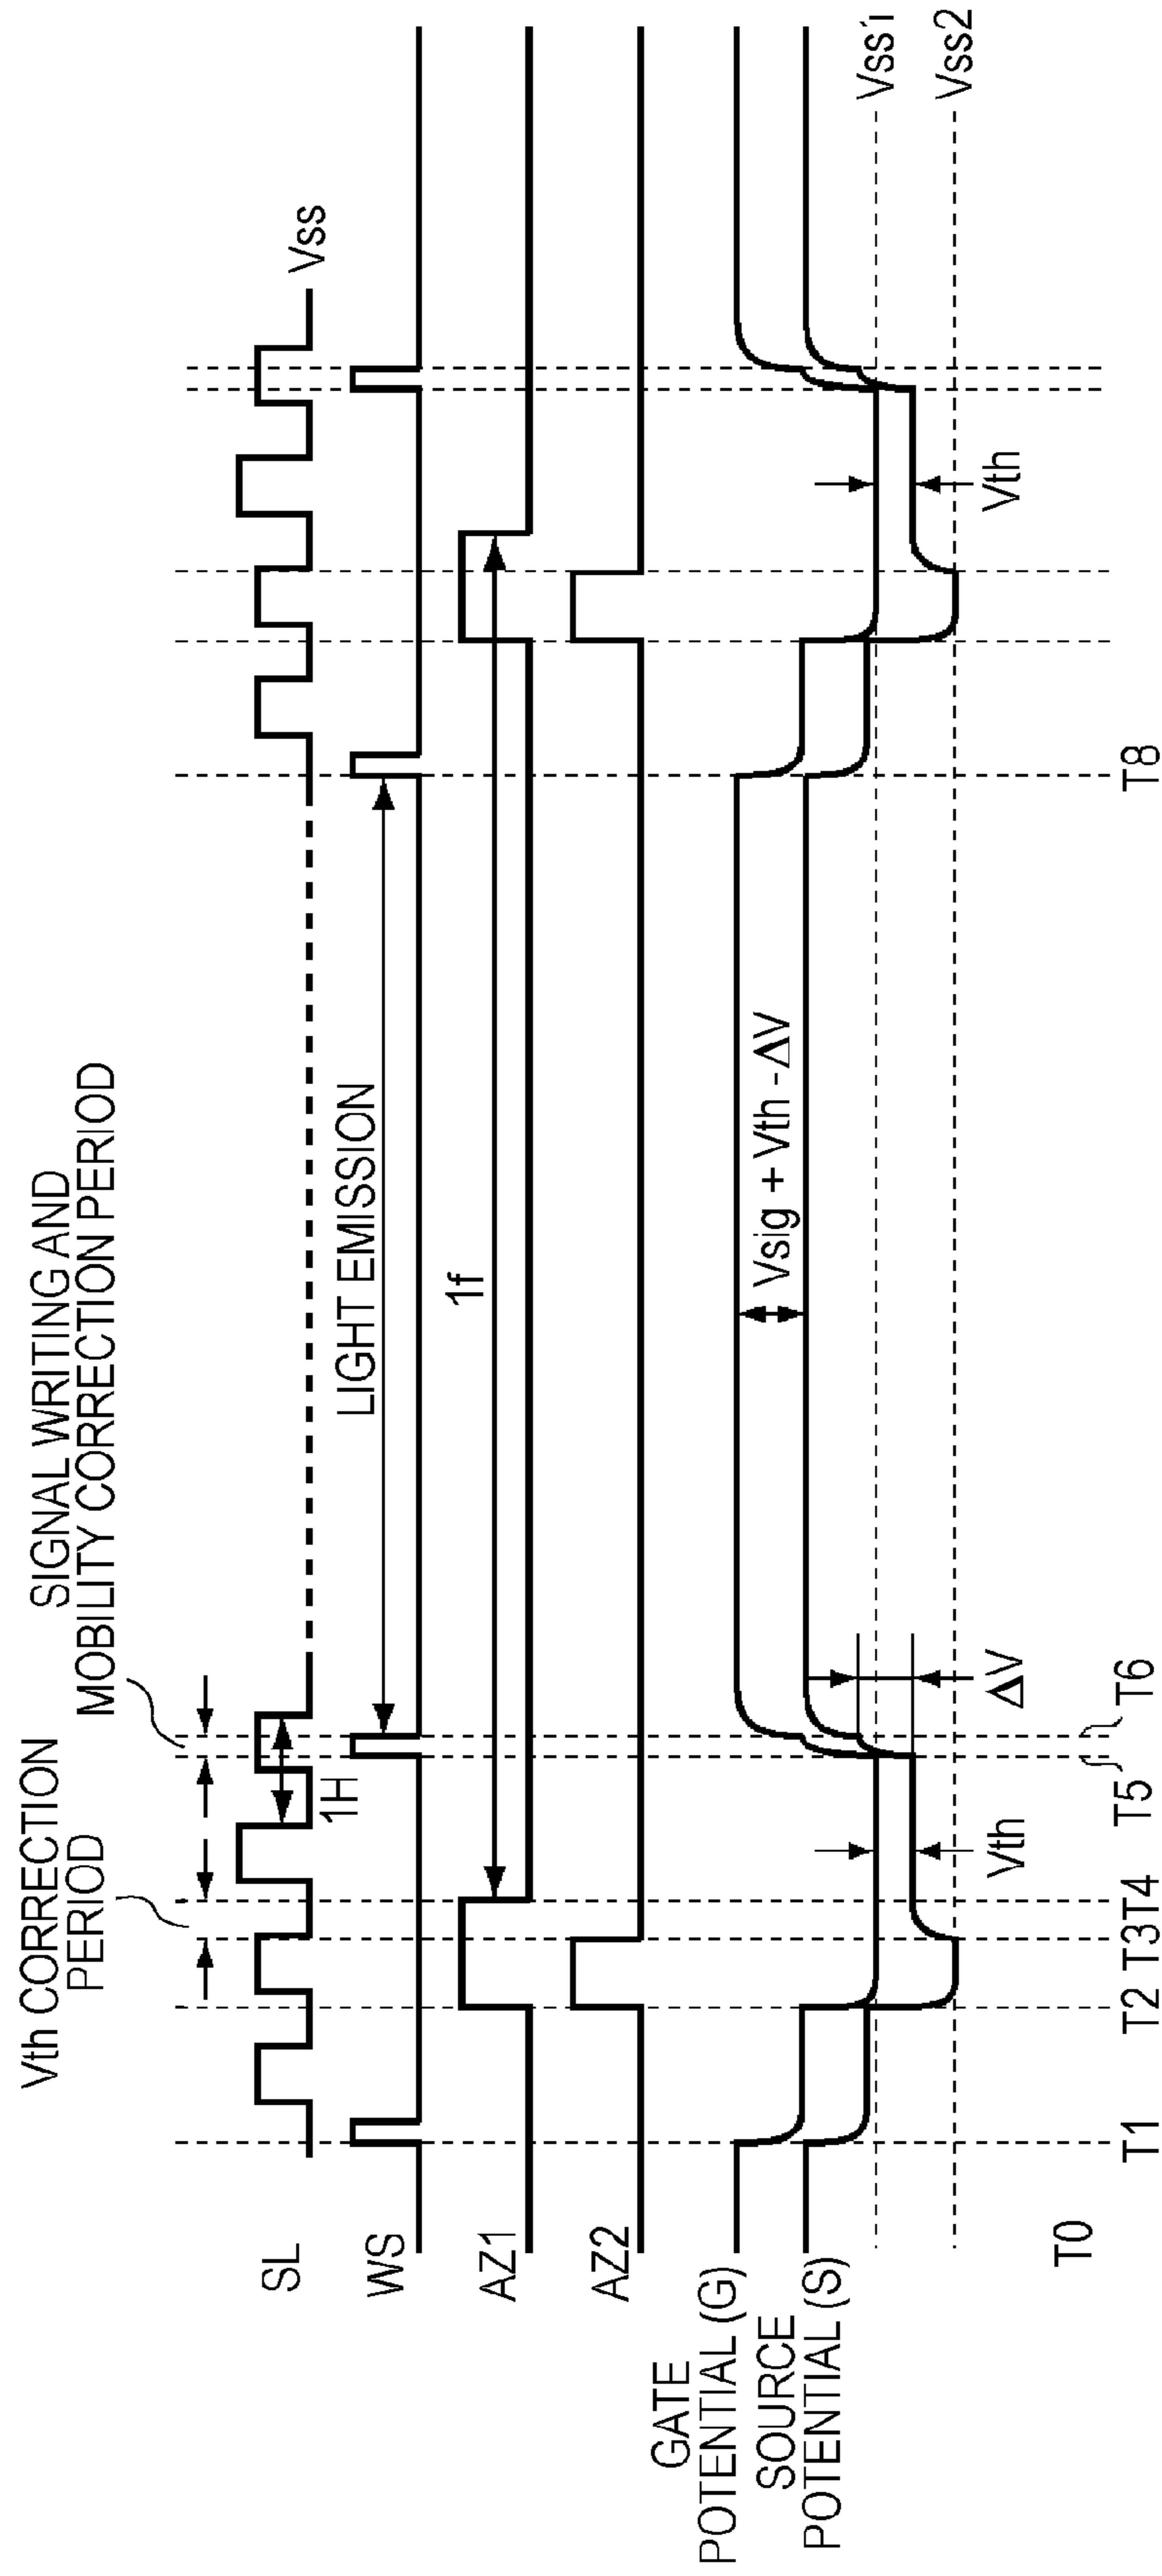 Vth CORRECTION
PERIOD
SIGNAL WRITING AND
MOBILITY CORRECTION PERIOD
SL
1H
Vss
WS
LIGHT EMISSION
AZ1
1f
AZ2
GATE
POTENTIAL (G)
SOURCE
POTENTIAL (S)
Vsig + Vth - ΔV
Vth
ΔV
Vth
Vss1
Vss2
T0
T1
T2
T3
T4
T5
T6
T8